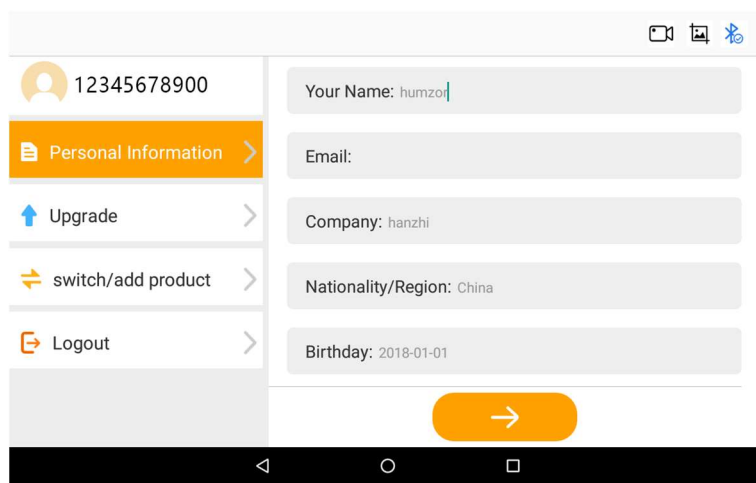 12345678900
Personal Information
Upgrade
switch/add product
Logout
Your Name: humzor
Email:
Company: hanzhi
Nationality/Region: China
Birthday: 2018-01-01